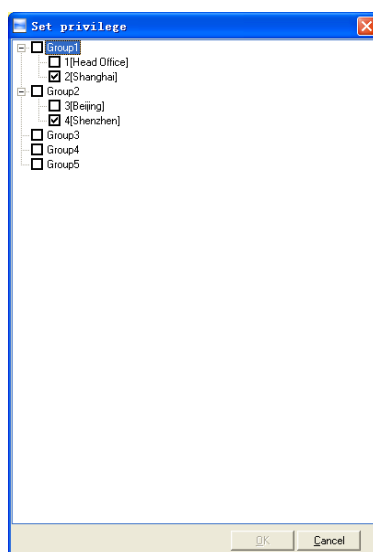 Set privilege
Group1
1[Head Office]
2[Shanghai]
Group2
3[Beijing]
4[Shenzhen]
Group3
Group4
Group5
OK Cancel